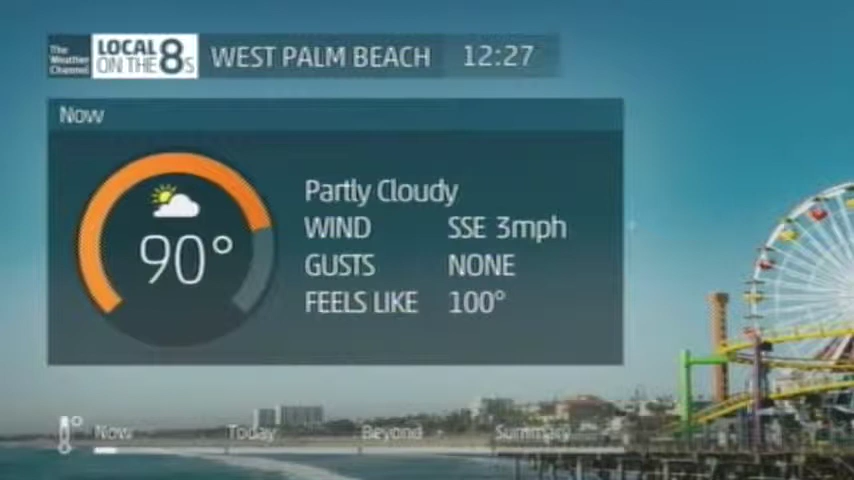 The Weather Channel
LOCAL ON THE 8s
WEST PALM BEACH
12:27
Now
90°
Partly Cloudy
WIND SSE 3mph
GUSTS NONE
FEELS LIKE 100°
Now Today Beyond Summary